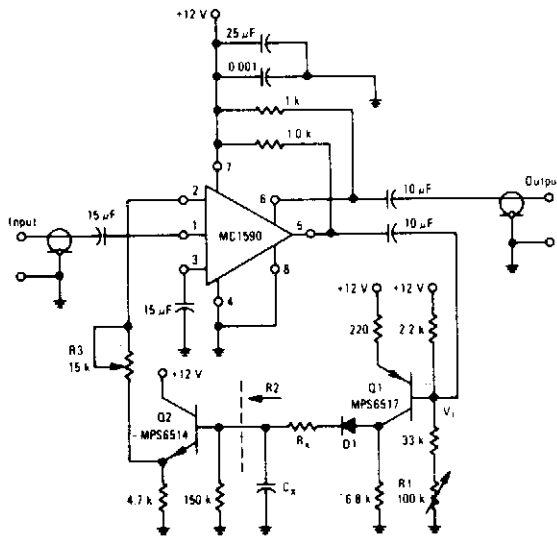 +12 V
25 µF
0.001
1 k
1.0 k
7
2
6
10 µF
Output
Input
15 µF
1
MC1590
5
10 µF
3
8
15 µF
4
+12 V
+12 V
R3
15 k
220
2.2 k
+12 V
R2
Q1
MPS6517
Q2
MPS6514
Rx
D1
V1
33 k
4.7 k
150 k
Cx
6.8 k
R1
100 k